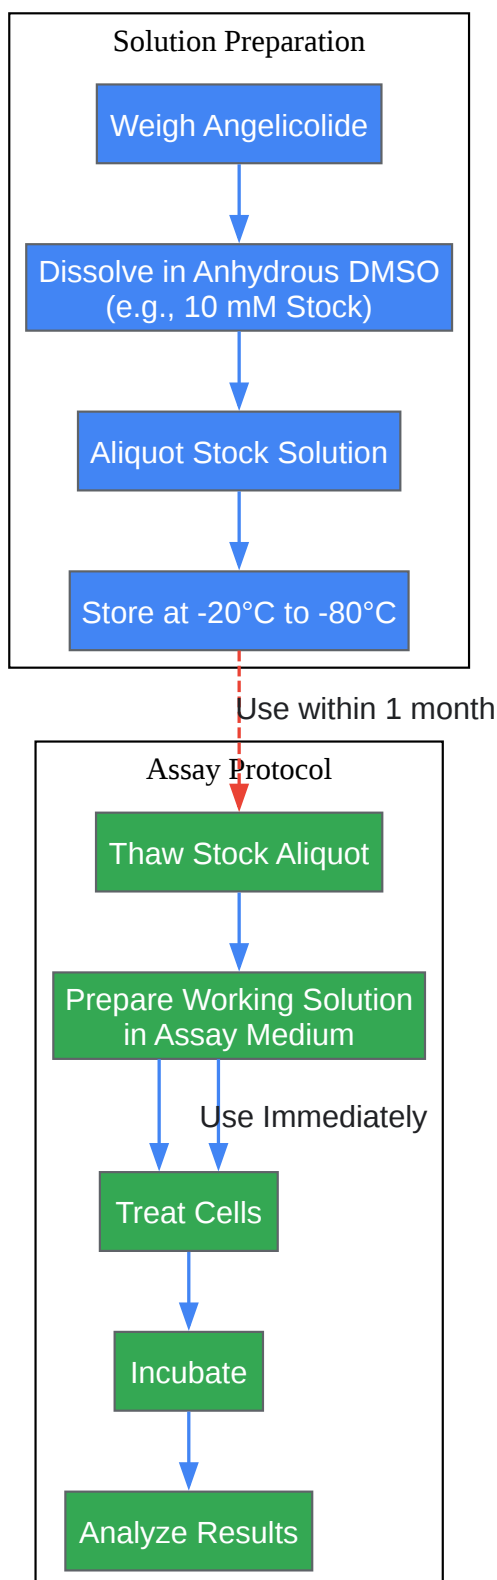 Solution Preparation
Weigh Angelicolide
Dissolve in Anhydrous DMSO
(e.g., 10 mM Stock)
Aliquot Stock Solution
Store at -20°C to -80°C
Use within 1 month
Assay Protocol
Thaw Stock Aliquot
Prepare Working Solution
in Assay Medium
Use Immediately
Treat Cells
Incubate
Analyze Results